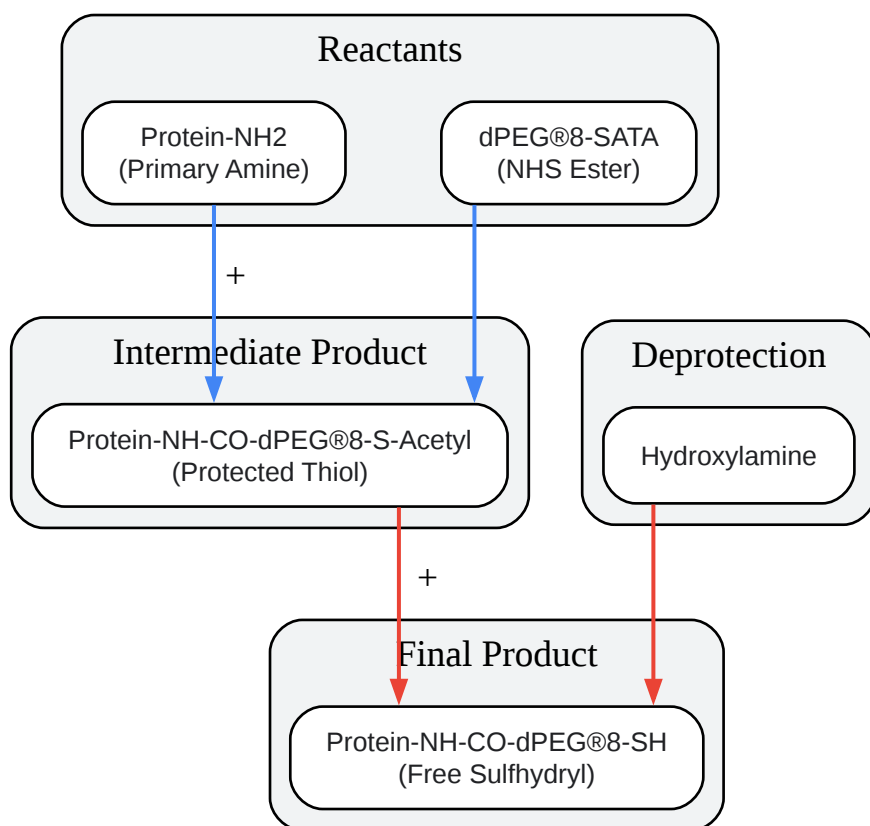 Reactants
Protein-NH2
(Primary Amine)
dPEG®8-SATA
(NHS Ester)
+
Intermediate Product
Protein-NH-CO-dPEG®8-S-Acetyl
(Protected Thiol)
Deprotection
Hydroxylamine
+
Final Product
Protein-NH-CO-dPEG®8-SH
(Free Sulfhydryl)